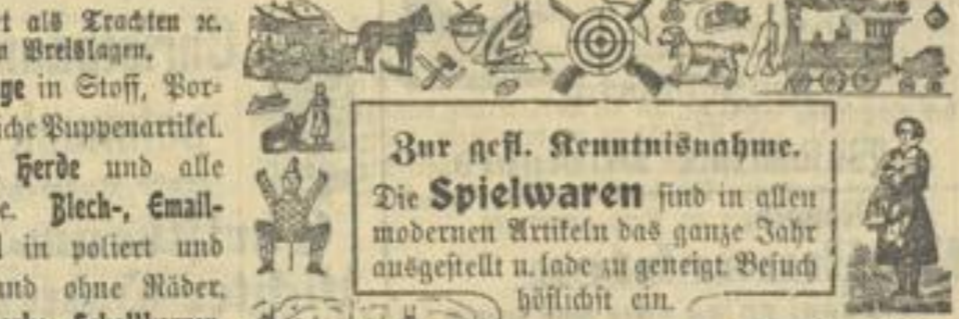 t als Trachten ꝛc.
n Preislagen.
ge in Stoff, Por-
iche Puppenartikel.
Herde und alle
e. Blech-, Email-
l in poliert und
und ohne Räder,
Zur gefl. Kenntnisnahme.
Die Spielwaren sind in allen
modernen Artikeln das ganze Jahr
ausgestellt u. lade zu geneigt. Besuch
höflichst ein.